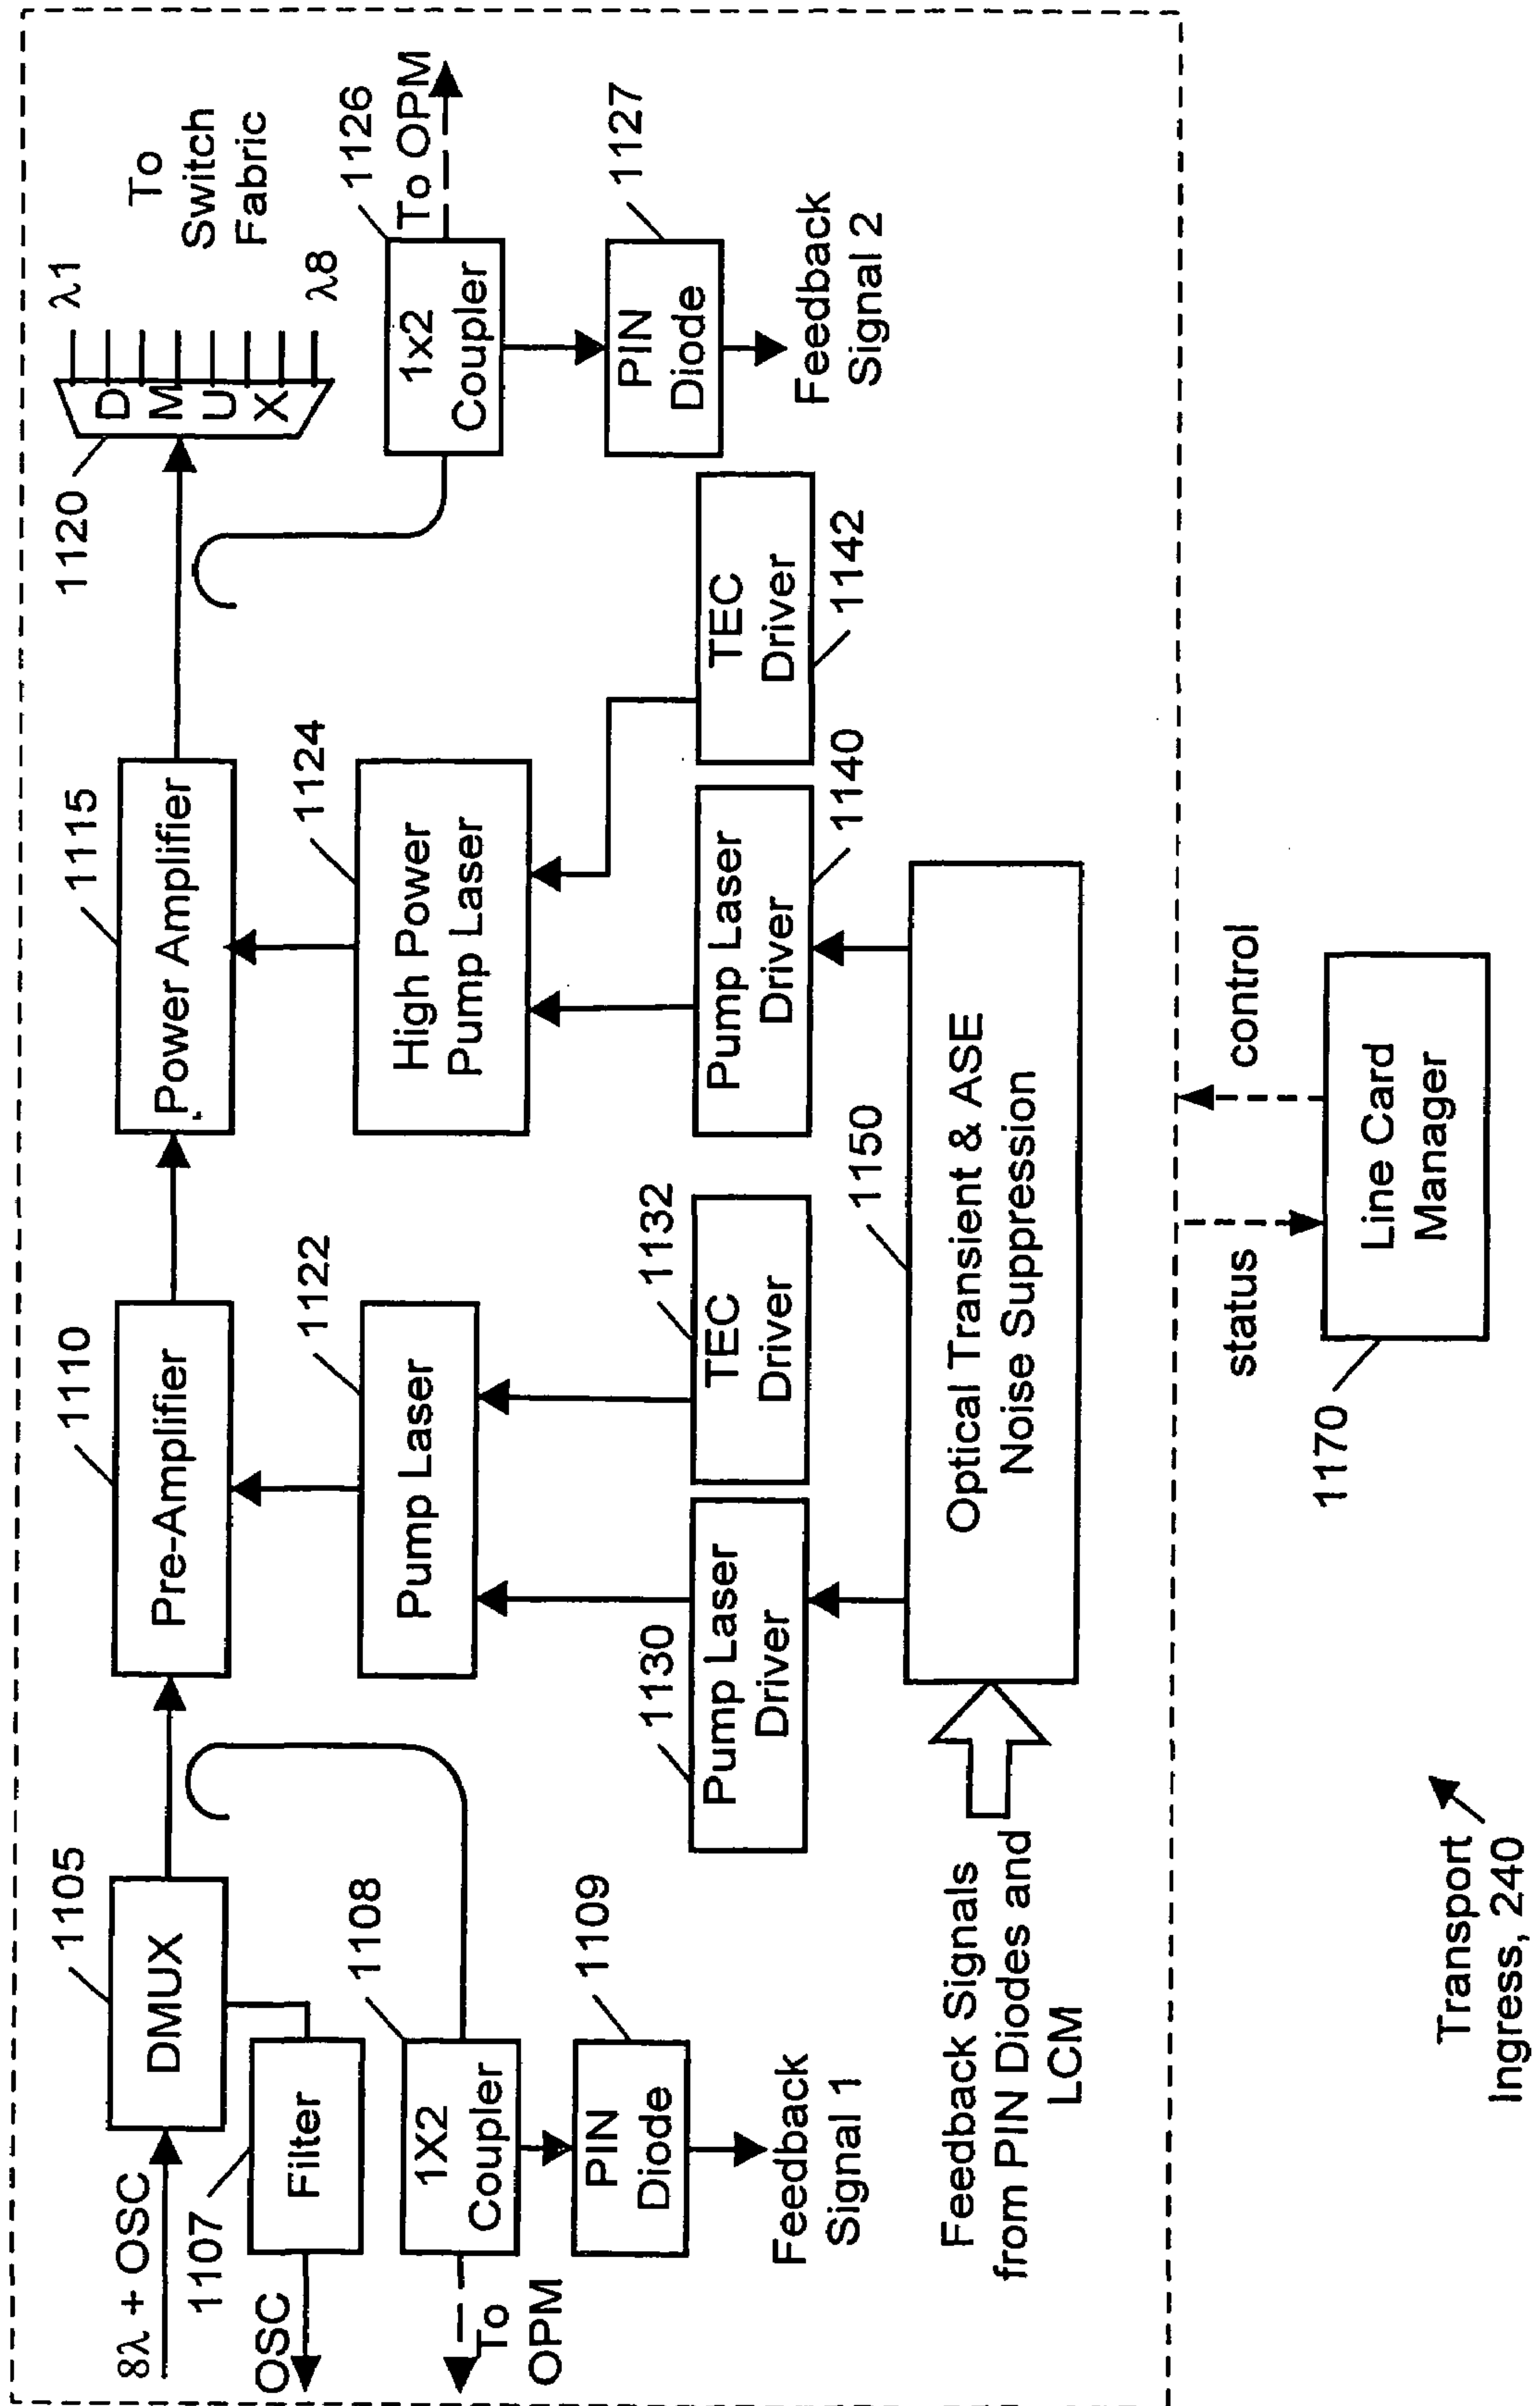 8λ + OSC
DMUX
1105
Pre-Amplifier
1110
Power Amplifier
1115
1120
D
M
U
X
λ1
λ8
To
Switch
Fabric
OSC
1107
Filter
To
OPM
1X2
Coupler
1108
PIN
Diode
1109
Feedback
Signal 1
Pump Laser
1122
High Power
Pump Laser
1124
1x2
Coupler
1126
To OPM
PIN
Diode
1127
Feedback
Signal 2
Pump Laser
Driver
1130
TEC
Driver
1132
Pump Laser
Driver
1140
TEC
Driver
1142
Feedback Signals
from PIN Diodes and
LCM
Optical Transient & ASE
Noise Suppression
1150
status
control
Line Card
Manager
1170
Transport
Ingress, 240